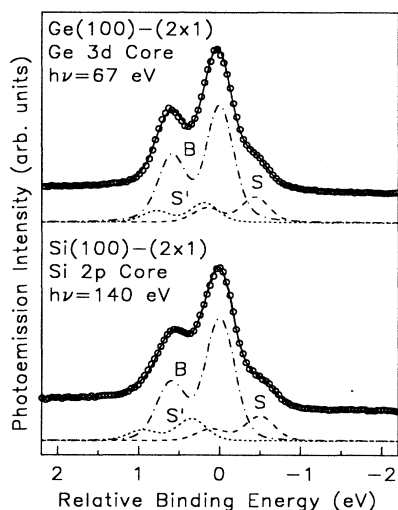 Ge(100)-(2x1)
Ge 3d Core
hν=67 eV
B
S'
S
Si(100)-(2x1)
Si 2p Core
hν=140 eV
B
S'
S
Photoemission Intensity (arb. units)
2 1 0 -1 -2
Relative Binding Energy (eV)